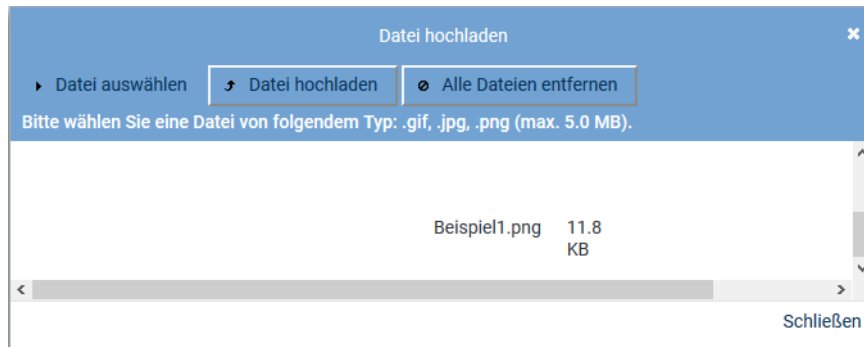 Datei hochladen
Datei auswählen Datei hochladen Alle Dateien entfernen
Bitte wählen Sie eine Datei von folgendem Typ: .gif, .jpg, .png (max. 5.0 MB).
Beispiel1.png 11.8
KB
Schließen